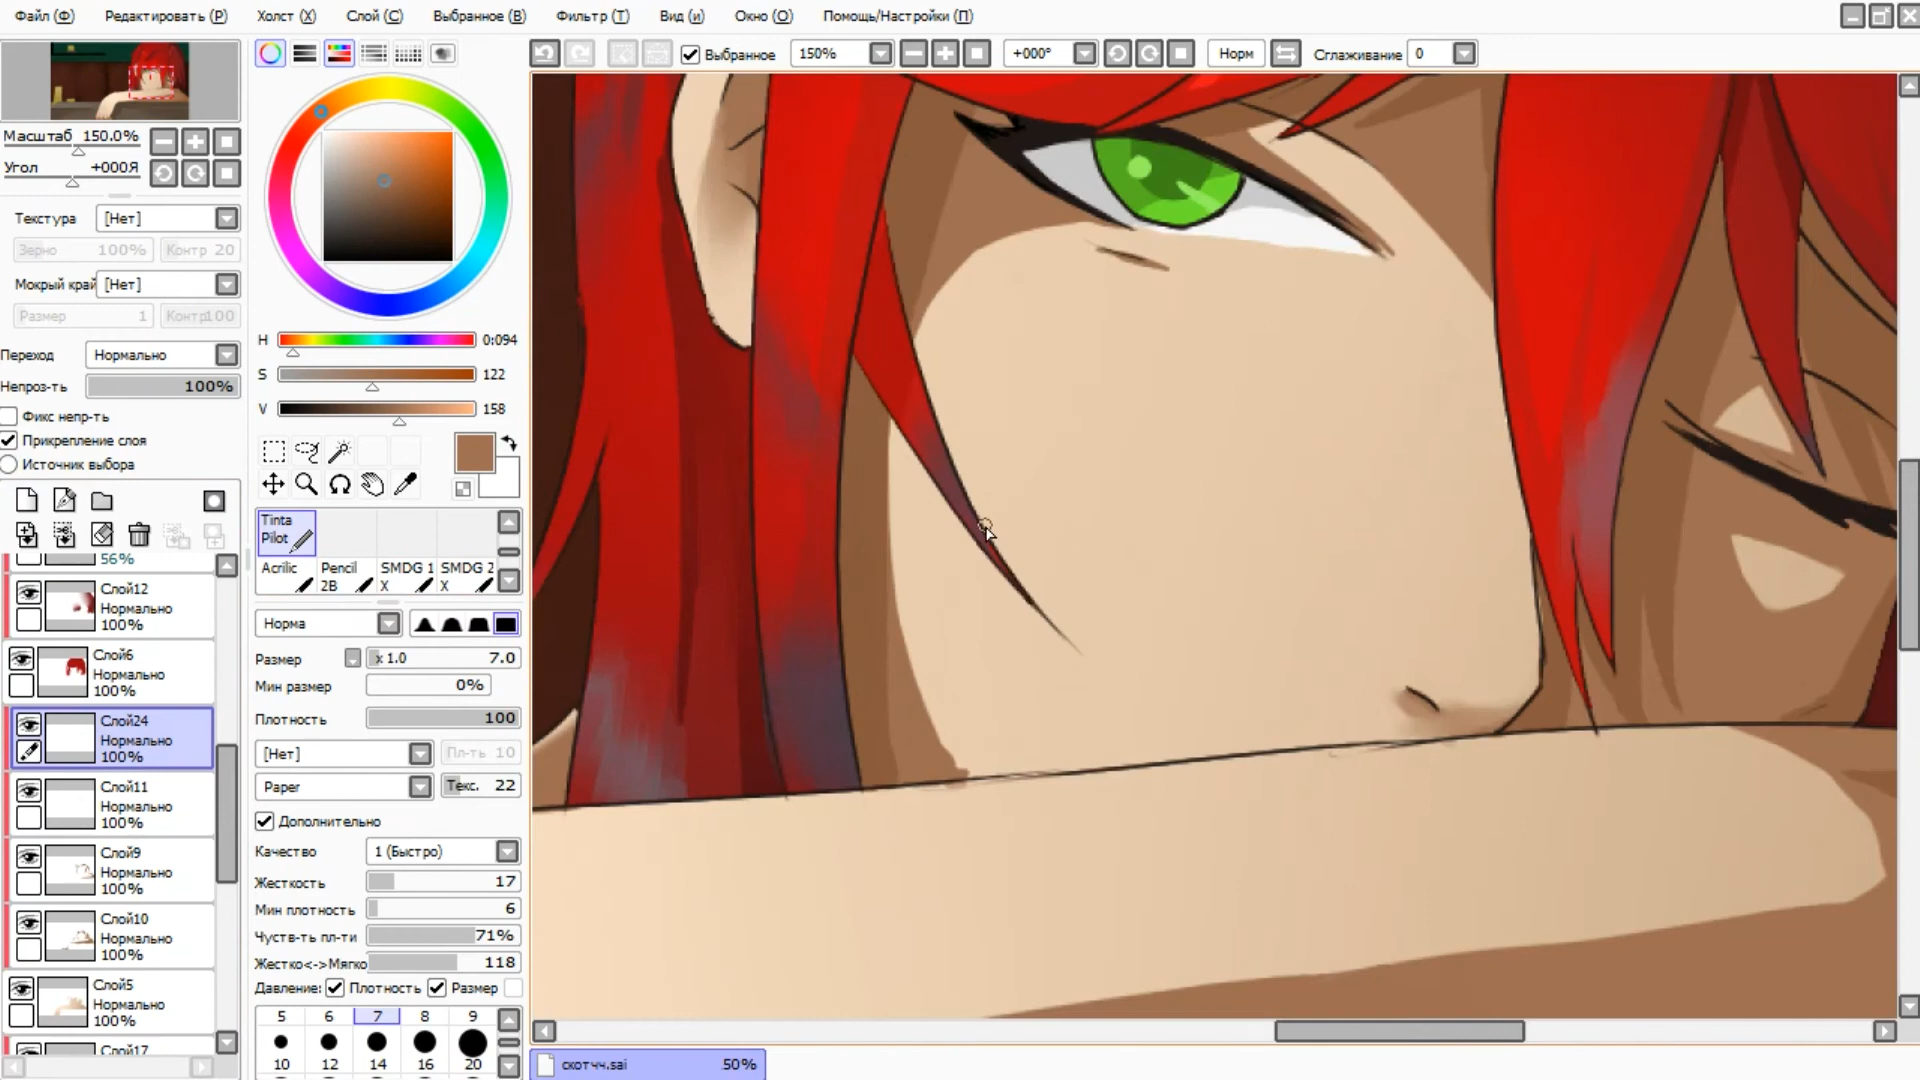 Файл (Ф) Редактировать (Р) Холст (Х) Слой (С) Выбранное (В) Фильтр (Т) Вид (и) Окно (О) Помощь/Настройки (П)
Выбранное 150% +000° Норм Сглаживание 0
Масштаб 150.0%
Угол +000Я
Текстура [Нет]
Зерно 100% Контр 20
Мокрый край [Нет]
Размер 1 Контр100
Переход Нормально
Непроз-ть 100%
Фикс непр-ть
Прикрепление слоя
Источник выбора
56%
Слой12
Нормально
100%
Слой6
Нормально
100%
Слой24
Нормально
100%
Слой11
Нормально
100%
Слой9
Нормально
100%
Слой10
Нормально
100%
Слой5
Нормально
100%
Слой17
H 0:094
S 122
V 158
Tinta
Pilot
Acrilic
Pencil
2B
SMDG 1
X
SMDG 2
X
Норма
Размер x 1.0 7.0
Мин размер 0%
Плотность 100
[Нет] Пл-ть 10
Paper Текс. 22
Дополнительно
Качество 1 (Быстро)
Жесткость 17
Мин плотность 6
Чуств-ть пл-ти 71%
Жестко<->Мягко 118
Давление: Плотность Размер
5 6 7 8 9
10 12 14 16 20
скотчч.sai 50%